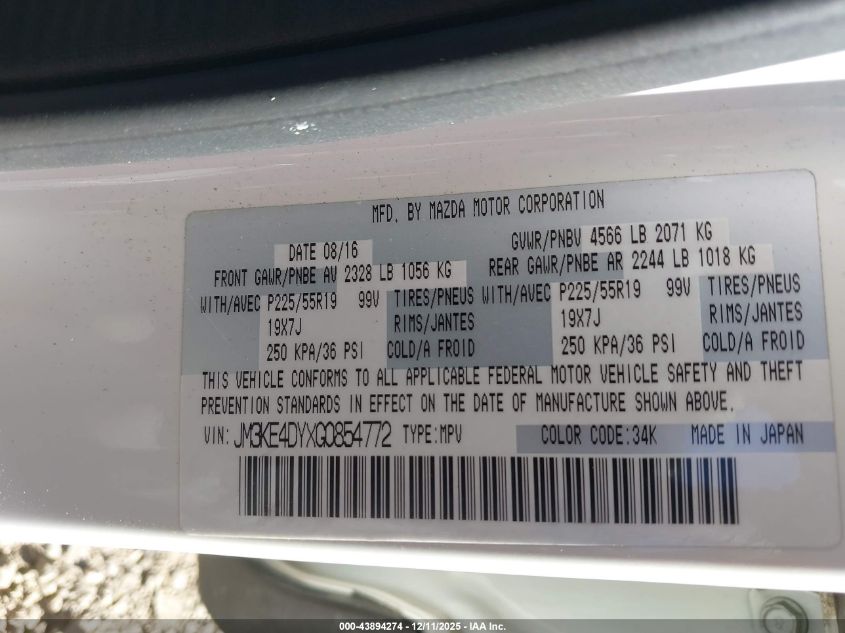 MFD. BY MAZDA MOTOR CORPORATION
DATE 08/16 GVWR/PNBV 4566 LB 2071 KG
FRONT GAWR/PNBE AV 2328 LB 1056 KG REAR GAWR/PNBE AR 2244 LB 1018 KG
WITH/AVEC P225/55R19 99V TIRES/PNEUS WITH/AVEC P225/55R19 99V TIRES/PNEUS
19X7J RIMS/JANTES 19X7J RIMS/JANTES
250 KPA/36 PSI COLD/A FROID 250 KPA/36 PSI COLD/A FROID
THIS VEHICLE CONFORMS TO ALL APPLICABLE FEDERAL MOTOR VEHICLE SAFETY AND THEFT
PREVENTION STANDARDS IN EFFECT ON THE DATE OF MANUFACTURE SHOWN ABOVE.
VIN: JM3KE4DYXG0854772 TYPE:MPV COLOR CODE:34K MADE IN JAPAN
000-43894274 - 12/11/2025 - IAA Inc.